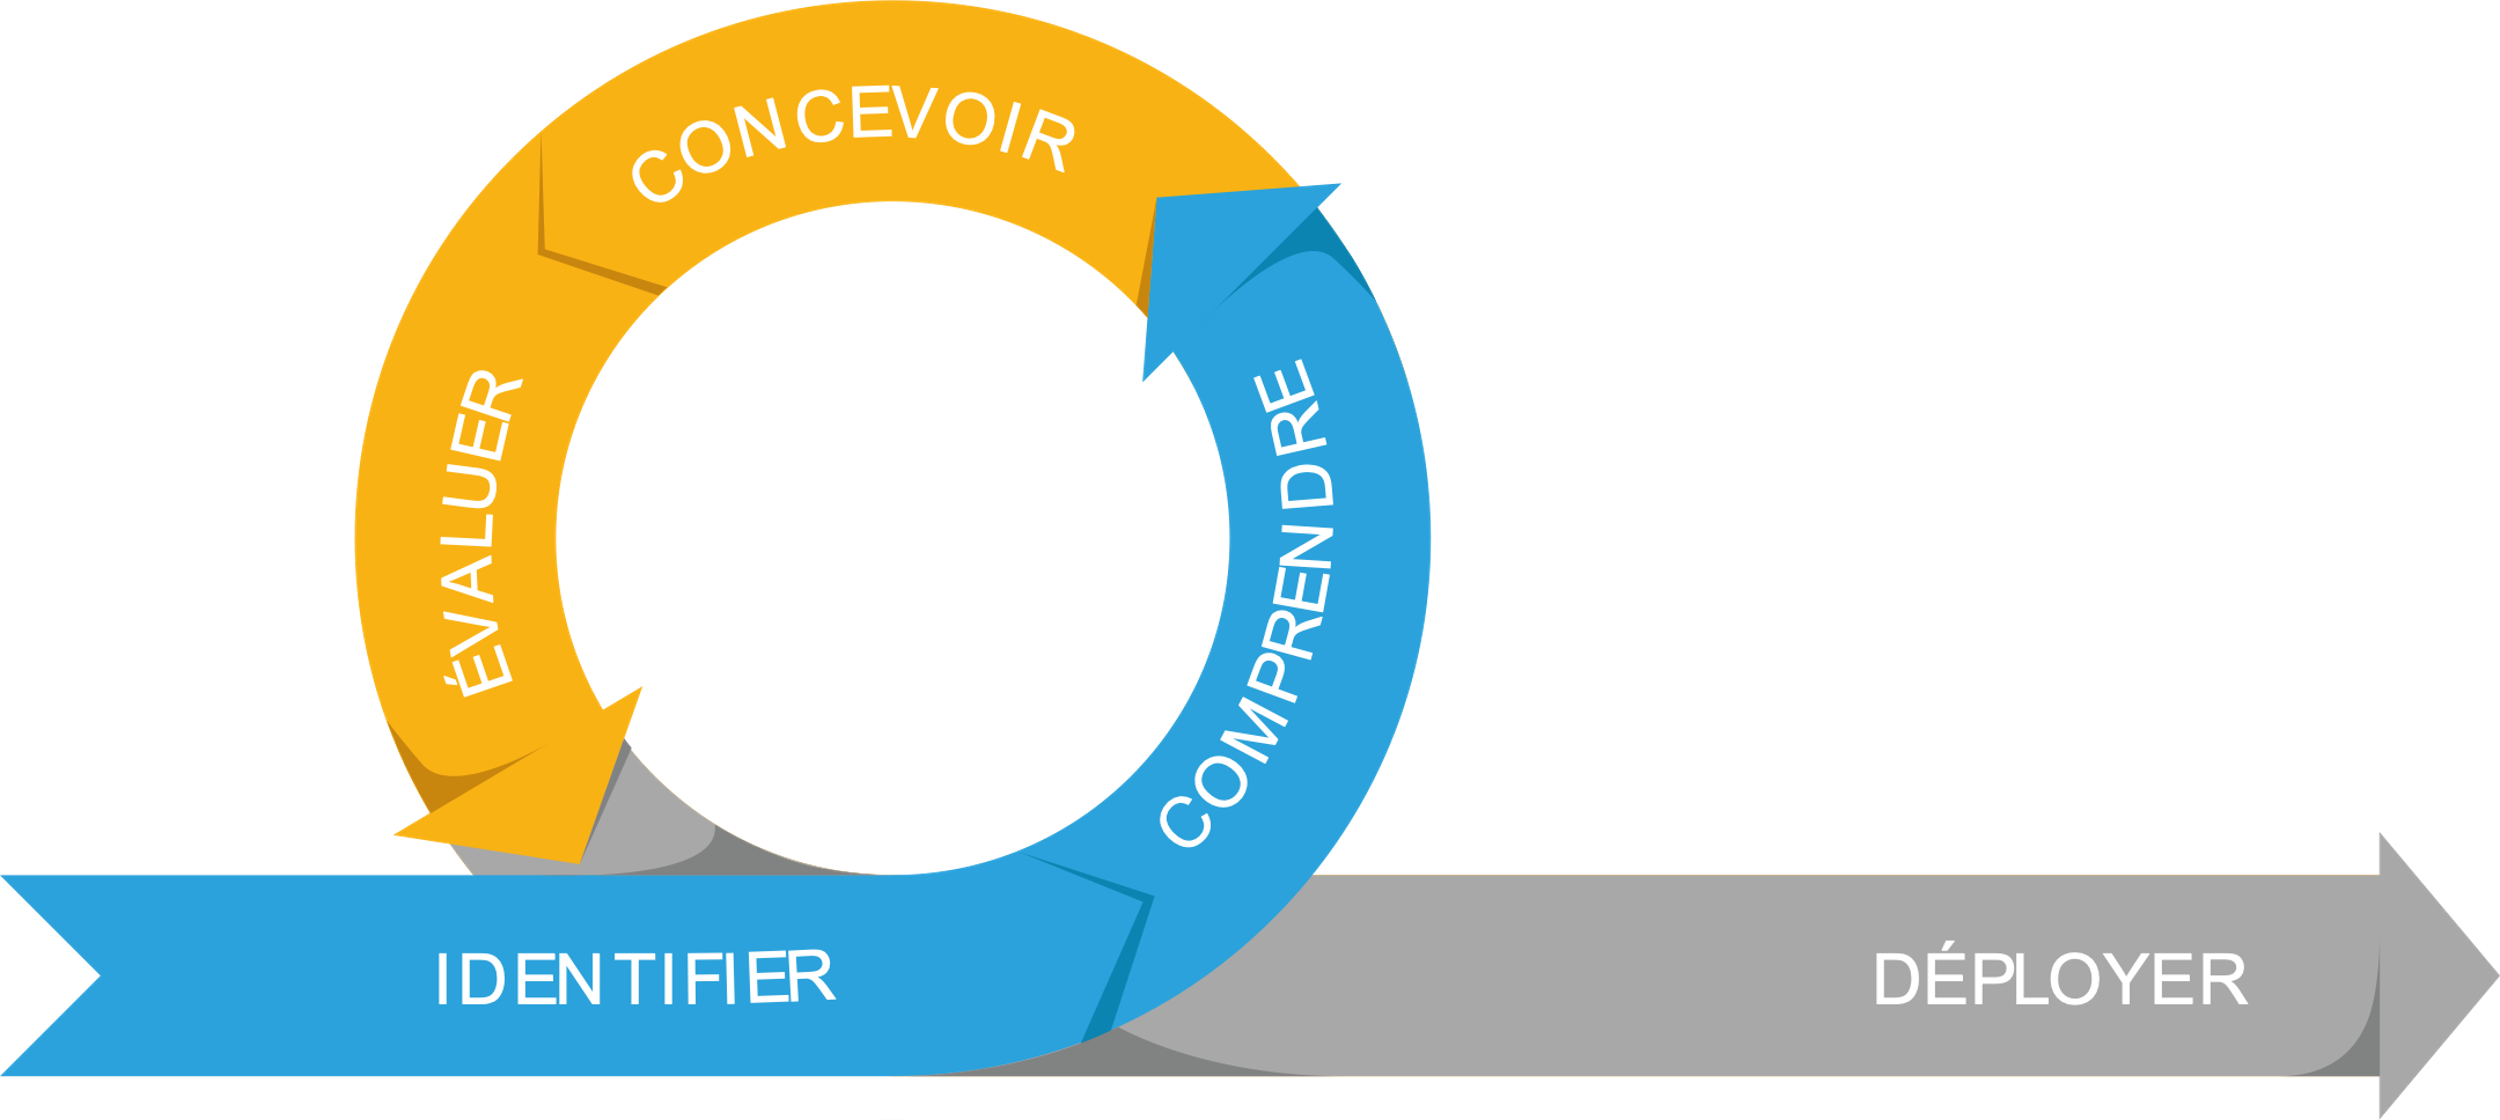 IDENTIFIER
COMPRENDRE
CONCEVOIR
ÉVALUER
DÉPLOYER